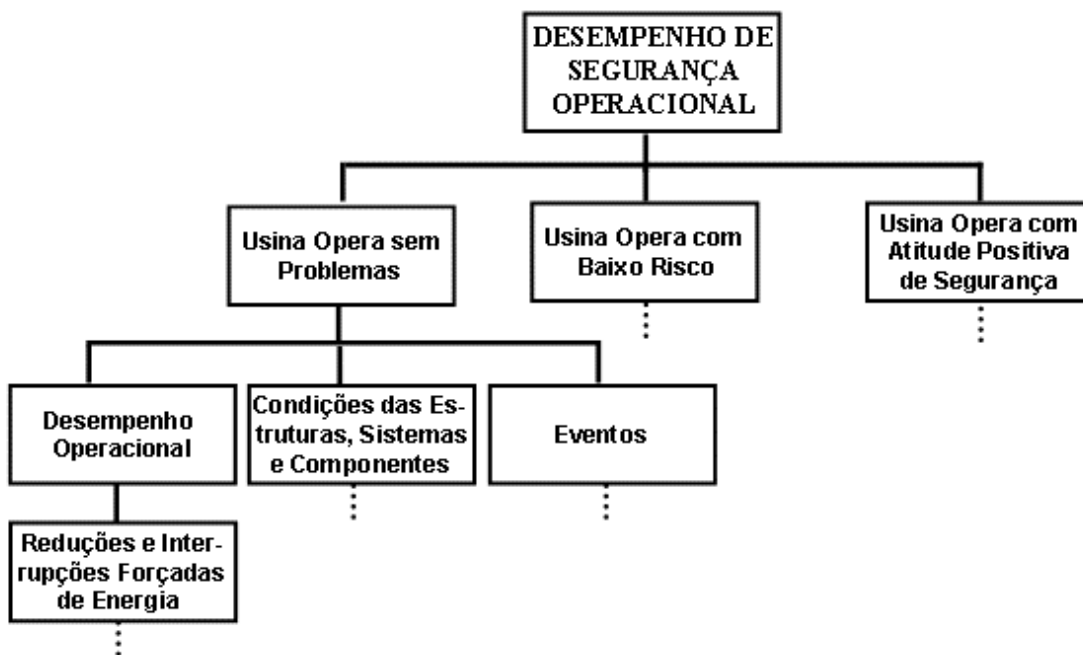 DESEMPENHO DE
SEGURANÇA
OPERACIONAL
Usina Opera sem
Problemas
Usina Opera com
Baixo Risco
Usina Opera com
Atitude Positiva
de Segurança
Desempenho
Operacional
Condições das Es-
truturas, Sistemas
e Componentes
Eventos
Reduções e Inter-
rupções Forçadas
de Energia